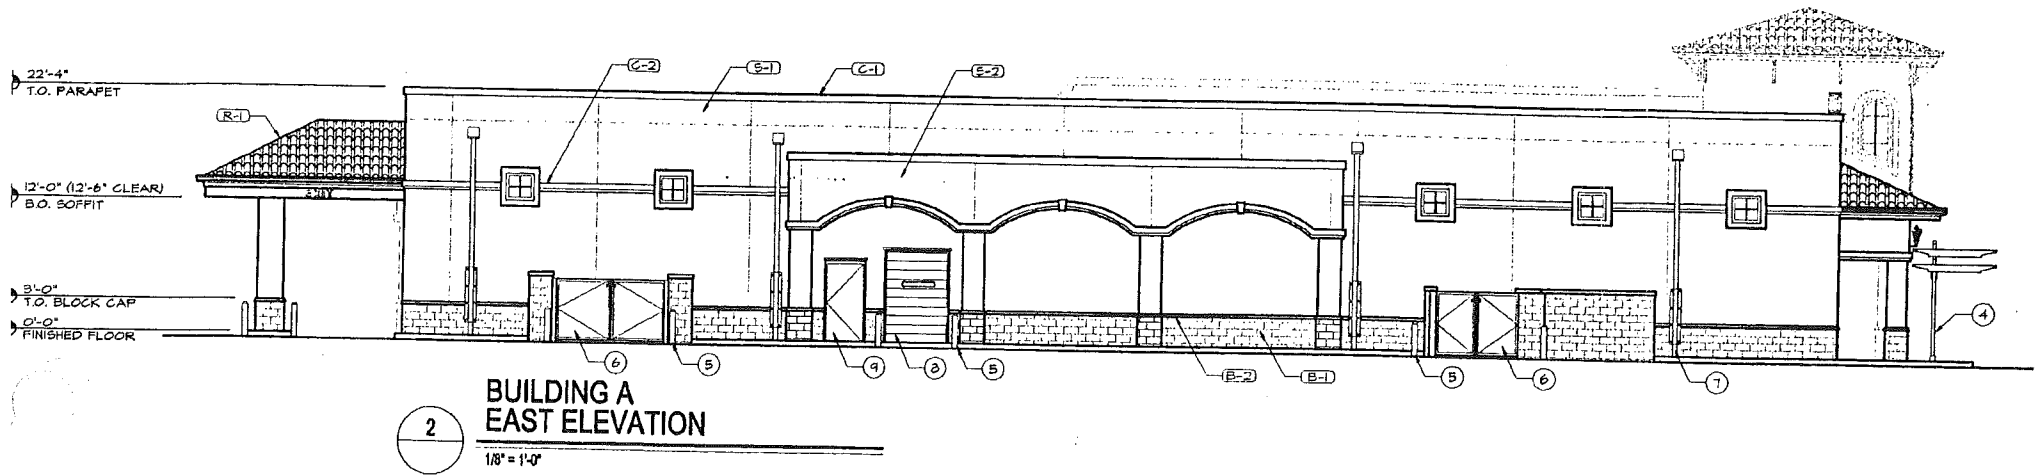 C-2
S-1
C-1
S-2
22'-4"
T.O. PARAPET
R-1
12'-0" (12'-6" CLEAR)
B.O. SOFFIT
3'-0"
T.O. BLOCK CAP
0'-0"
FINISHED FLOOR
4
6
5
9
8
5
B-2
B-1
5
6
7
2
BUILDING A
EAST ELEVATION
1/8" = 1'-0"